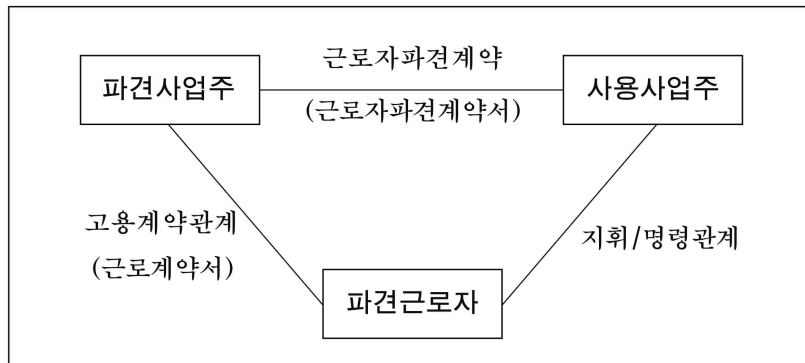 근로자파견계약
파견사업주
사용사업주
(근로자파견계약서)
고용계약관계
(근로계약서)
지휘/명령관계
파견근로자